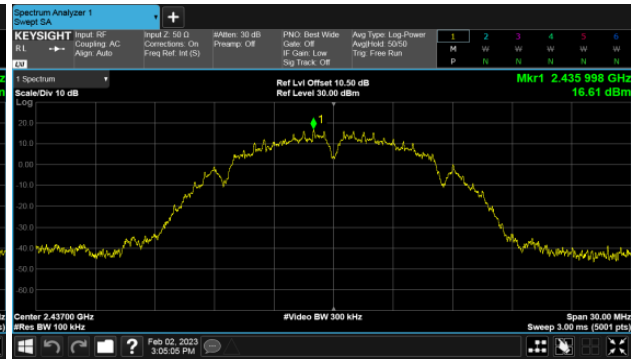 Spectrum Analyzer 1
Swept SA
KEYSIGHT
Input: RF
Coupling: AC
Align: Auto
Input Z: 50 Ω
Corrections: On
Freq Ref: Int (S)
#Atten: 30 dB
Preamp: Off
PNO: Best Wide
Gate: Off
IF Gain: Low
Sig Track: Off
Avg Type: Log-Power
Avg|Hold: 50/50
Trig: Free Run
1 2 3 4 5 6
M W W W W W
P N N N N N
RL
LXI
1 Spectrum
Scale/Div 10 dB
Ref Lvl Offset 10.50 dB
Ref Level 30.00 dBm
Mkr1 2.435 998 GHz
16.61 dBm
Log
1
20.0
10.0
0.00
-10.0
-20.0
-30.0
-40.0
-50.0
-60.0
Center 2.43700 GHz
#Video BW 300 kHz
Span 30.00 MHz
#Res BW 100 kHz
Sweep 3.00 ms (5001 pts)
?
Feb 02, 2023
3:05:05 PM